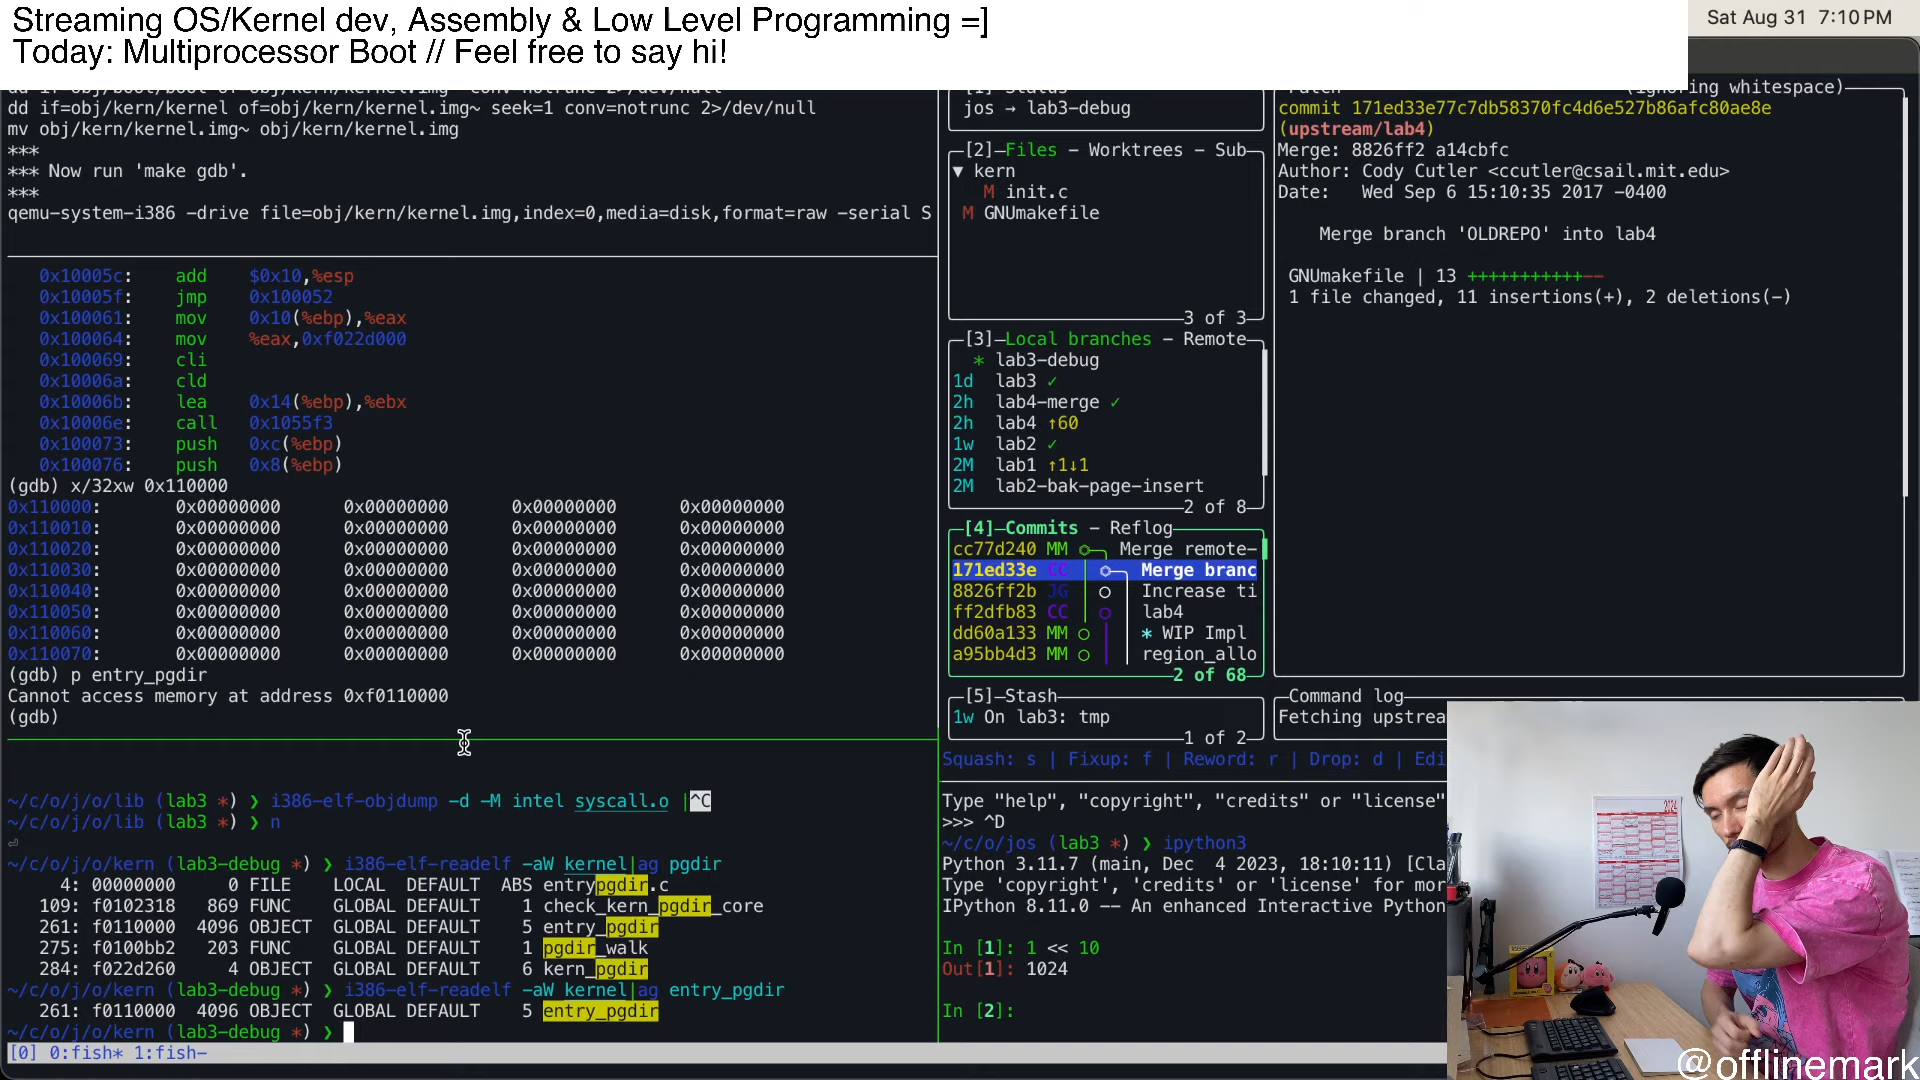 Streaming OS/Kernel dev, Assembly & Low Level Programming =]
Today: Multiprocessor Boot // Feel free to say hi!
Sat Aug 31 7:10 PM
dd if=obj/kern/kernel of=obj/kern/kernel.img~ seek=1 conv=notrunc 2>/dev/null
mv obj/kern/kernel.img~ obj/kern/kernel.img
***
*** Now run 'make gdb'.
***
qemu-system-i386 -drive file=obj/kern/kernel.img,index=0,media=disk,format=raw -serial S
0x10005c: add $0x10,%esp
0x10005f: jmp 0x100052
0x100061: mov 0x10(%ebp),%eax
0x100064: mov %eax,0xf022d000
0x100069: cli
0x10006a: cld
0x10006b: lea 0x14(%ebp),%ebx
0x10006e: call 0x1055f3
0x100073: push 0xc(%ebp)
0x100076: push 0x8(%ebp)
(gdb) x/32xw 0x110000
0x110000: 0x00000000 0x00000000 0x00000000 0x00000000
0x110010: 0x00000000 0x00000000 0x00000000 0x00000000
0x110020: 0x00000000 0x00000000 0x00000000 0x00000000
0x110030: 0x00000000 0x00000000 0x00000000 0x00000000
0x110040: 0x00000000 0x00000000 0x00000000 0x00000000
0x110050: 0x00000000 0x00000000 0x00000000 0x00000000
0x110060: 0x00000000 0x00000000 0x00000000 0x00000000
0x110070: 0x00000000 0x00000000 0x00000000 0x00000000
(gdb) p entry_pgdir
Cannot access memory at address 0xf0110000
(gdb)
~/c/o/j/o/lib (lab3 *) ❯ i386-elf-objdump -d -M intel syscall.o |^C
~/c/o/j/o/lib (lab3 *) ❯ n
⏎
~/c/o/j/o/kern (lab3-debug *) ❯ i386-elf-readelf -aW kernel|ag pgdir
4: 00000000 0 FILE LOCAL DEFAULT ABS entrypgdir.c
109: f0102318 869 FUNC GLOBAL DEFAULT 1 check_kern_pgdir_core
261: f0110000 4096 OBJECT GLOBAL DEFAULT 5 entry_pgdir
275: f0100bb2 203 FUNC GLOBAL DEFAULT 1 pgdir_walk
284: f022d260 4 OBJECT GLOBAL DEFAULT 6 kern_pgdir
~/c/o/j/o/kern (lab3-debug *) ❯ i386-elf-readelf -aW kernel|ag entry_pgdir
261: f0110000 4096 OBJECT GLOBAL DEFAULT 5 entry_pgdir
~/c/o/j/o/kern (lab3-debug *) ❯
[0] 0:fish* 1:fish-
[1] Status
jos → lab3-debug
[2]-Files - Worktrees - Sub
▼ kern
M init.c
M GNUmakefile
3 of 3
[3]-Local branches - Remote
* lab3-debug
1d lab3 ✓
2h lab4-merge ✓
2h lab4 ↑60
1w lab2 ✓
2M lab1 ↑1↓1
2M lab2-bak-page-insert
2 of 8
[4]-Commits - Reflog
cc77d240 MM Merge remote-
171ed33e CC Merge branc
8826ff2b JG Increase ti
ff2dfb83 CC lab4
dd60a133 MM * WIP Impl
a95bb4d3 MM region_allo
2 of 68
[5]-Stash
1w On lab3: tmp
1 of 2
Squash: s | Fixup: f | Reword: r | Drop: d | Edi
Patch (ignoring whitespace)
commit 171ed33e77c7db58370fc4d6e527b86afc80ae8e
(upstream/lab4)
Merge: 8826ff2 a14cbfc
Author: Cody Cutler <ccutler@csail.mit.edu>
Date: Wed Sep 6 15:10:35 2017 -0400
Merge branch 'OLDREPO' into lab4
GNUmakefile | 13 +++++++++++--
1 file changed, 11 insertions(+), 2 deletions(-)
Command log
Fetching upstrea
Type "help", "copyright", "credits" or "license"
>>> ^D
~/c/o/jos (lab3 *) ❯ ipython3
Python 3.11.7 (main, Dec 4 2023, 18:10:11) [Cla
Type 'copyright', 'credits' or 'license' for mor
IPython 8.11.0 -- An enhanced Interactive Python
In [1]: 1 << 10
Out[1]: 1024
In [2]:
2024
@offlinemark